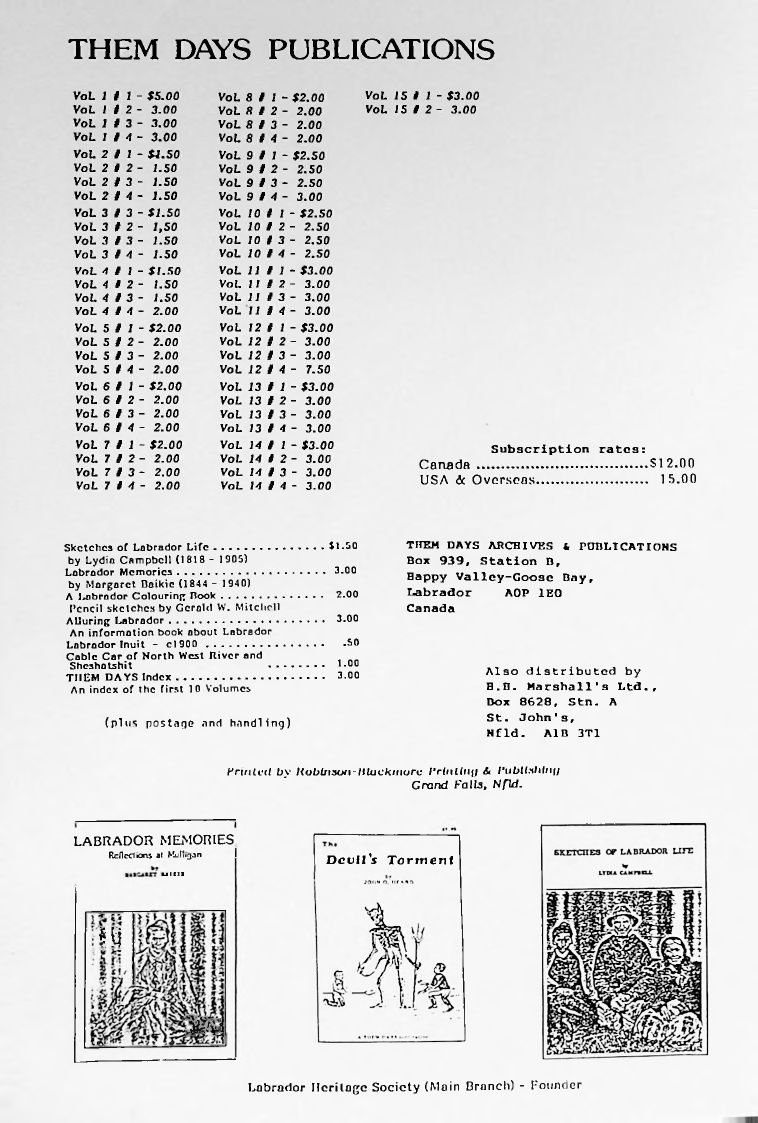 THEM DAYS PUBLICATIONS
Vol. 1 # 1 - $5.00
Vol. 1 # 2 - 3.00
Vol. 1 # 3 - 3.00
Vol. 1 # 4 - 3.00
Vol. 2 # 1 - $1.50
Vol. 2 # 2 - 1.50
Vol. 2 # 3 - 1.50
Vol. 2 # 4 - 1.50
Vol. 3 # 3 - $1.50
Vol. 3 # 2 - 1,50
Vol. 3 # 3 - 1.50
Vol. 3 # 4 - 1.50
Vol. 4 # 1 - $1.50
Vol. 4 # 2 - 1.50
Vol. 4 # 3 - 1.50
Vol. 4 # 4 - 2.00
Vol. 5 # 1 - $2.00
Vol. 5 # 2 - 2.00
Vol. 5 # 3 - 2.00
Vol. 5 # 4 - 2.00
Vol. 6 # 1 - $2.00
Vol. 6 # 2 - 2.00
Vol. 6 # 3 - 2.00
Vol. 6 # 4 - 2.00
Vol. 7 # 1 - $2.00
Vol. 7 # 2 - 2.00
Vol. 7 # 3 - 2.00
Vol. 7 # 4 - 2.00
Vol. 8 # 1 - $2.00
Vol. 8 # 2 - 2.00
Vol. 8 # 3 - 2.00
Vol. 8 # 4 - 2.00
Vol. 9 # 1 - $2.50
Vol. 9 # 2 - 2.50
Vol. 9 # 3 - 2.50
Vol. 9 # 4 - 3.00
Vol. 10 # 1 - $2.50
Vol. 10 # 2 - 2.50
Vol. 10 # 3 - 2.50
Vol. 10 # 4 - 2.50
Vol. 11 # 1 - $3.00
Vol. 11 # 2 - 3.00
Vol. 11 # 3 - 3.00
Vol. 11 # 4 - 3.00
Vol. 12 # 1 - $3.00
Vol. 12 # 2 - 3.00
Vol. 12 # 3 - 3.00
Vol. 12 # 4 - 7.50
Vol. 13 # 1 - $3.00
Vol. 13 # 2 - 3.00
Vol. 13 # 3 - 3.00
Vol. 13 # 4 - 3.00
Vol. 14 # 1 - $3.00
Vol. 14 # 2 - 3.00
Vol. 14 # 3 - 3.00
Vol. 14 # 4 - 3.00
Vol. 15 # 1 - $3.00
Vol. 15 # 2 - 3.00
Subscription rates:
Canada ...................................$12.00
USA & Overseas....................... 15.00
Sketches of Labrador Life . . . . . . . . . . . . . . . $1.50
by Lydia Campbell (1818 - 1905)
Labrador Memories . . . . . . . . . . . . . . . . . . . . 3.00
by Margaret Baikie (1844 - 1940)
A Labrador Colouring Book . . . . . . . . . . . . . 2.00
Pencil sketches by Gerald W. Mitchell
Alluring Labrador . . . . . . . . . . . . . . . . . . . . 3.00
An information book about Labrador
Labrador Inuit - c1900 . . . . . . . . . . . . . . . . .50
Cable Car of North West River and
Sheshatshit . . . . . . . . 1.00
THEM DAYS Index . . . . . . . . . . . . . . . . . . . . 3.00
An index of the first 10 Volumes
(plus postage and handling)
THEM DAYS ARCHIVES & PUBLICATIONS
Box 939, Station B,
Happy Valley-Goose Bay,
Labrador A0P 1E0
Canada
Also distributed by
H.H. Marshall's Ltd.,
Box 8628, Stn. A
St. John's,
Nfld. A1B 3T1
Printed by Robinson-Blackmore Printing & Publishing
Grand Falls, Nfld.
LABRADOR MEMORIES
Reflections at Mulligan
by
MARGARET BAIKIE
The
Devil's Torment
by
JOHN
A THEM DAYS
SKETCHES OF LABRADOR LIFE
by
LYDIA CAMPBELL
Labrador Heritage Society (Main Branch) - Founder